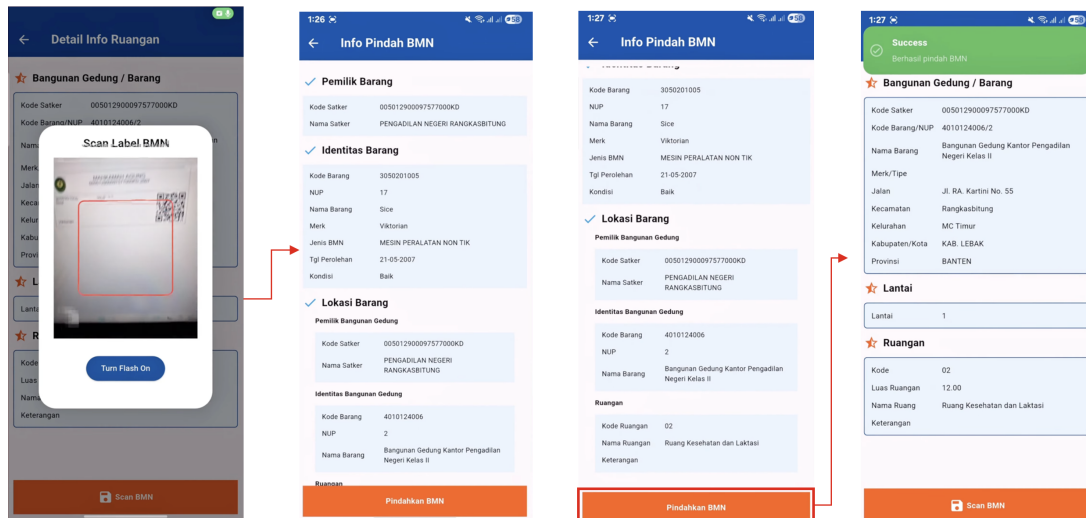 Detail Info Ruangan
Bangunan Gedung / Barang
Kode Satker 005012900097577000KD
Kode Barang/NUP 4010124006/2
Scan Label BMN
Turn Flash On
Keterangan
Scan BMN
1:26
58
Info Pindah BMN
Pemilik Barang
Kode Satker 005012900097577000KD
Nama Satker PENGADILAN NEGERI RANGKASBITUNG
Identitas Barang
Kode Barang 3050201005
NUP 17
Nama Barang Sice
Merk Viktorian
Jenis BMN MESIN PERALATAN NON TIK
Tgl Perolehan 21-05-2007
Kondisi Baik
Lokasi Barang
Pemilik Bangunan Gedung
Kode Satker 005012900097577000KD
Nama Satker PENGADILAN NEGERI
RANGKASBITUNG
Identitas Bangunan Gedung
Kode Barang 4010124006
NUP 2
Nama Barang Bangunan Gedung Kantor Pengadilan
Negeri Kelas II
Ruangan
Pindahkan BMN
1:27
58
Info Pindah BMN
Kode Barang 3050201005
NUP 17
Nama Barang Sice
Merk Viktorian
Jenis BMN MESIN PERALATAN NON TIK
Tgl Perolehan 21-05-2007
Kondisi Baik
Lokasi Barang
Pemilik Bangunan Gedung
Kode Satker 005012900097577000KD
Nama Satker PENGADILAN NEGERI
RANGKASBITUNG
Identitas Bangunan Gedung
Kode Barang 4010124006
NUP 2
Nama Barang Bangunan Gedung Kantor Pengadilan
Negeri Kelas II
Ruangan
Kode Ruangan 02
Nama Ruangan Ruang Kesehatan dan Laktasi
Keterangan
Pindahkan BMN
1:27
58
Success
Berhasil pindah BMN
Bangunan Gedung / Barang
Kode Satker 005012900097577000KD
Kode Barang/NUP 4010124006/2
Nama Barang Bangunan Gedung Kantor Pengadilan
Negeri Kelas II
Merk/Tipe
Jalan Jl. RA. Kartini No. 55
Kecamatan Rangkasbitung
Kelurahan MC Timur
Kabupaten/Kota KAB. LEBAK
Provinsi BANTEN
Lantai
Lantai 1
Ruangan
Kode 02
Luas Ruangan 12.00
Nama Ruang Ruang Kesehatan dan Laktasi
Keterangan
Scan BMN